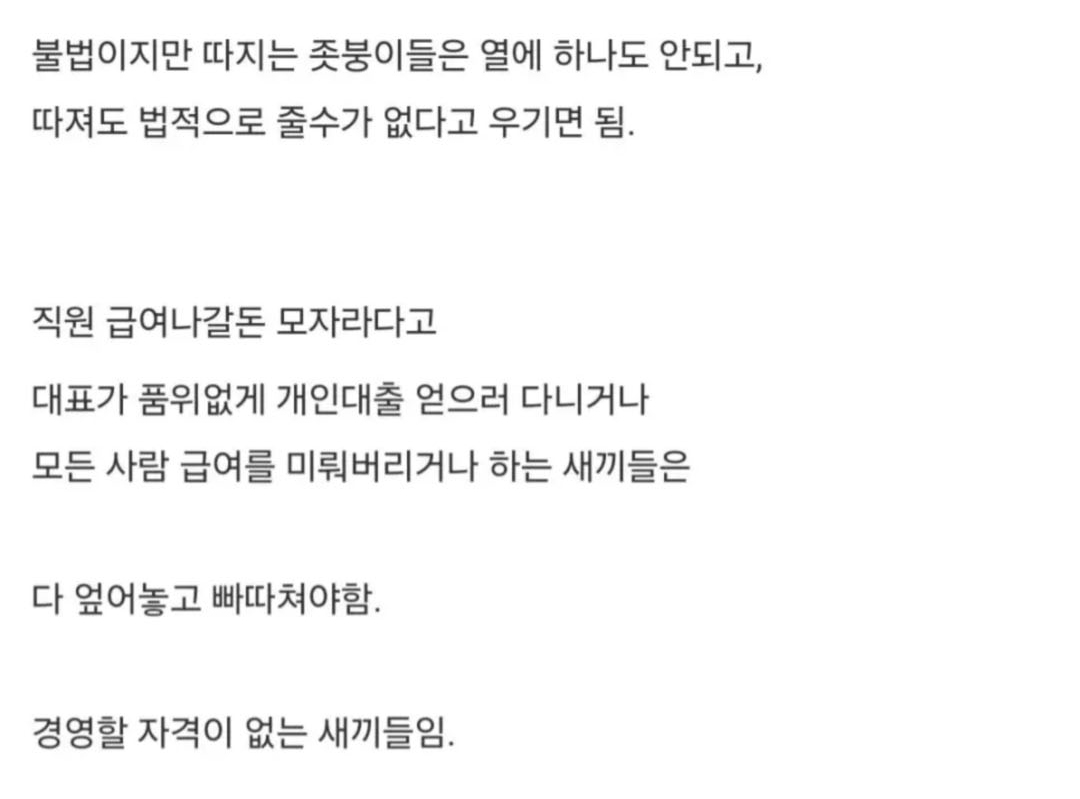 불법이지만 따지는 좃붕이들은 열에 하나도 안되고,
따져도 법적으로 줄수가 없다고 우기면 됨.
직원 급여나갈돈 모자라다고
대표가 품위없게 개인대출 얻으러 다니거나
모든 사람 급여를 미뤄버리거나 하는 새끼들은
다 엎어놓고 빠따쳐야함.
경영할 자격이 없는 새끼들임.